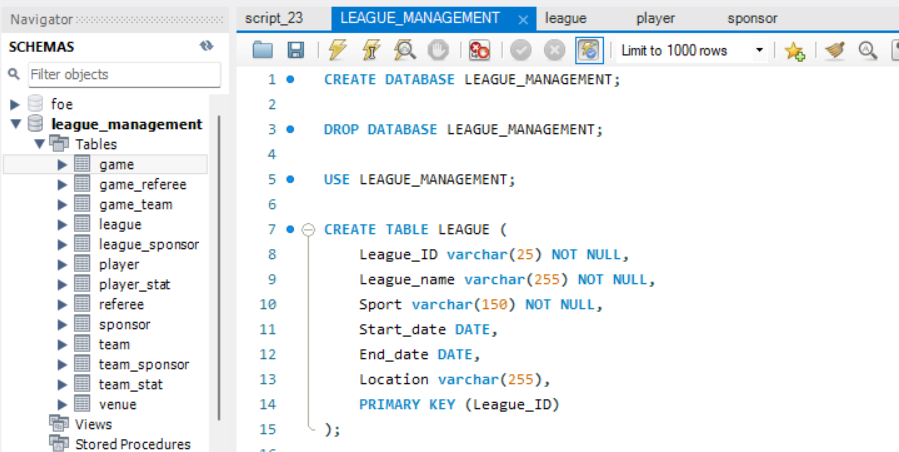 Navigator
SCHEMAS
Filter objects
foe
league_management
Tables
game
game_referee
game_team
league
league_sponsor
player
player_stat
referee
sponsor
team
team_sponsor
team_stat
venue
Views
Stored Procedures
script_23 LEAGUE_MANAGEMENT × league player sponsor
Limit to 1000 rows
1 CREATE DATABASE LEAGUE_MANAGEMENT;
2
3 DROP DATABASE LEAGUE_MANAGEMENT;
4
5 USE LEAGUE_MANAGEMENT;
6
7 CREATE TABLE LEAGUE (
8 League_ID varchar(25) NOT NULL,
9 League_name varchar(255) NOT NULL,
10 Sport varchar(150) NOT NULL,
11 Start_date DATE,
12 End_date DATE,
13 Location varchar(255),
14 PRIMARY KEY (League_ID)
15 );